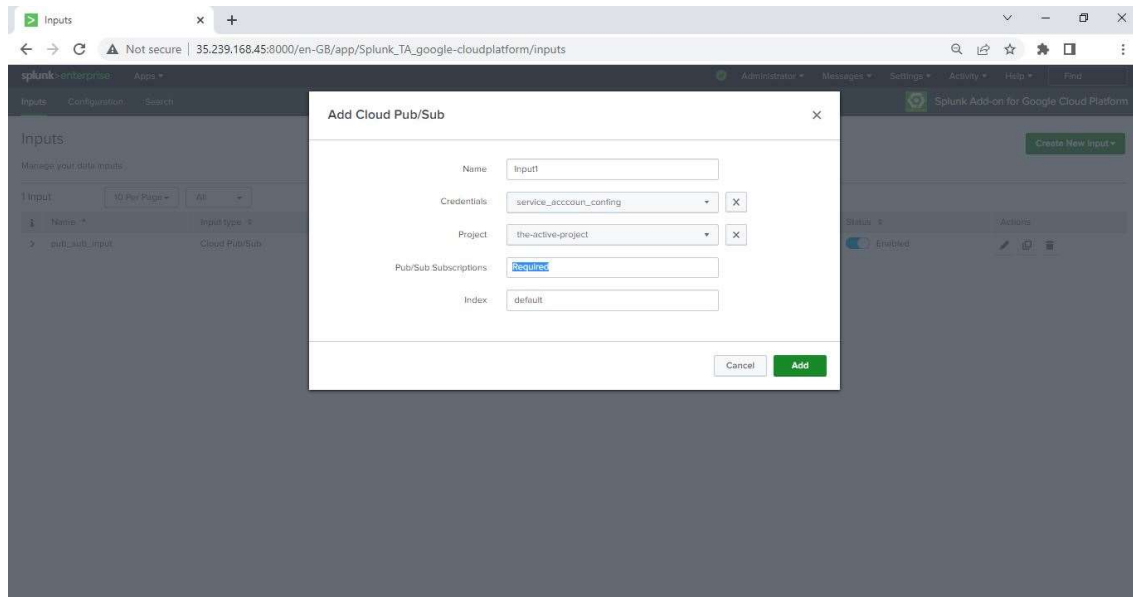 Inputs
Not secure | 35.239.168.45:8000/en-GB/app/Splunk_TA_google-cloudplatform/inputs
splunk>enterprise Apps Administrator Messages Settings Activity Help Find
Inputs Configuration Search Splunk Add-on for Google Cloud Platform
Inputs
Create New Input
Manage your data inputs
1 Input 10 Per Page All
i Name Input type Status Actions
pub_sub_input Cloud Pub/Sub Enabled
Add Cloud Pub/Sub
Name Input1
Credentials service_acccoun_confing
Project the-active-project
Pub/Sub Subscriptions Required
Index default
Cancel Add